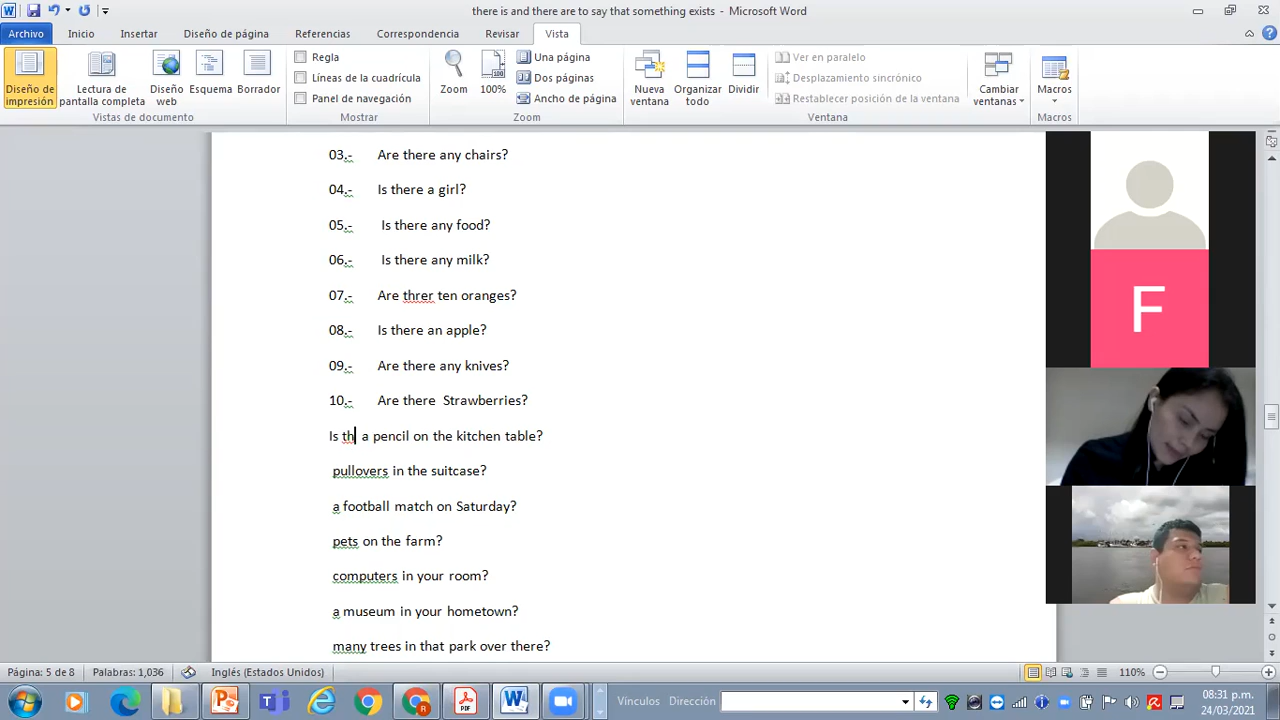 there is and there are to say that something exists - Microsoft Word
Archivo Inicio Insertar Diseño de página Referencias Correspondencia Revisar Vista
Diseño de impresión
Lectura de pantalla completa
Diseño web
Esquema
Borrador
Vistas de documento
Regla
Líneas de la cuadrícula
Panel de navegación
Mostrar
Zoom
100%
Una página
Dos páginas
Ancho de página
Zoom
Nueva ventana
Organizar todo
Dividir
Ver en paralelo
Desplazamiento sincrónico
Restablecer posición de la ventana
Ventana
Cambiar ventanas
Macros
Macros
03.- Are there any chairs?
04.- Is there a girl?
05.- Is there any food?
06.- Is there any milk?
07.- Are threr ten oranges?
08.- Is there an apple?
09.- Are there any knives?
10.- Are there Strawberries?
Is th a pencil on the kitchen table?
pullovers in the suitcase?
a football match on Saturday?
pets on the farm?
computers in your room?
a museum in your hometown?
many trees in that park over there?
F
Página: 5 de 8 Palabras: 1,036 Inglés (Estados Unidos) 110%
Vínculos Dirección
08:31 p.m.
24/03/2021